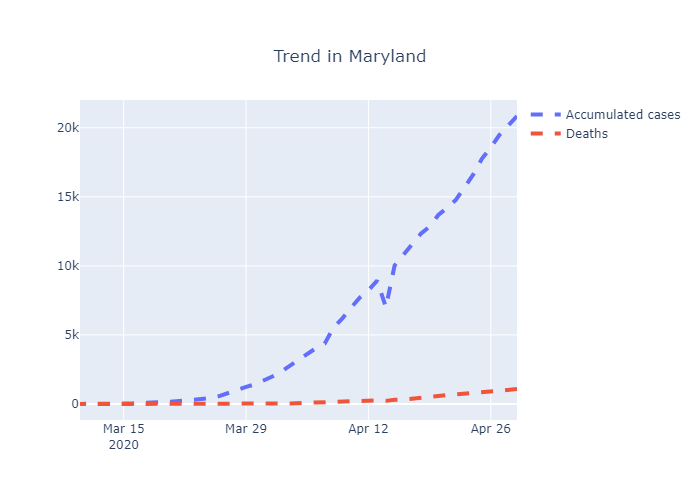 Trend in Maryland
Accumulated cases
Deaths
20k
15k
10k
5k
0
Mar 15
2020
Mar 29
Apr 12
Apr 26